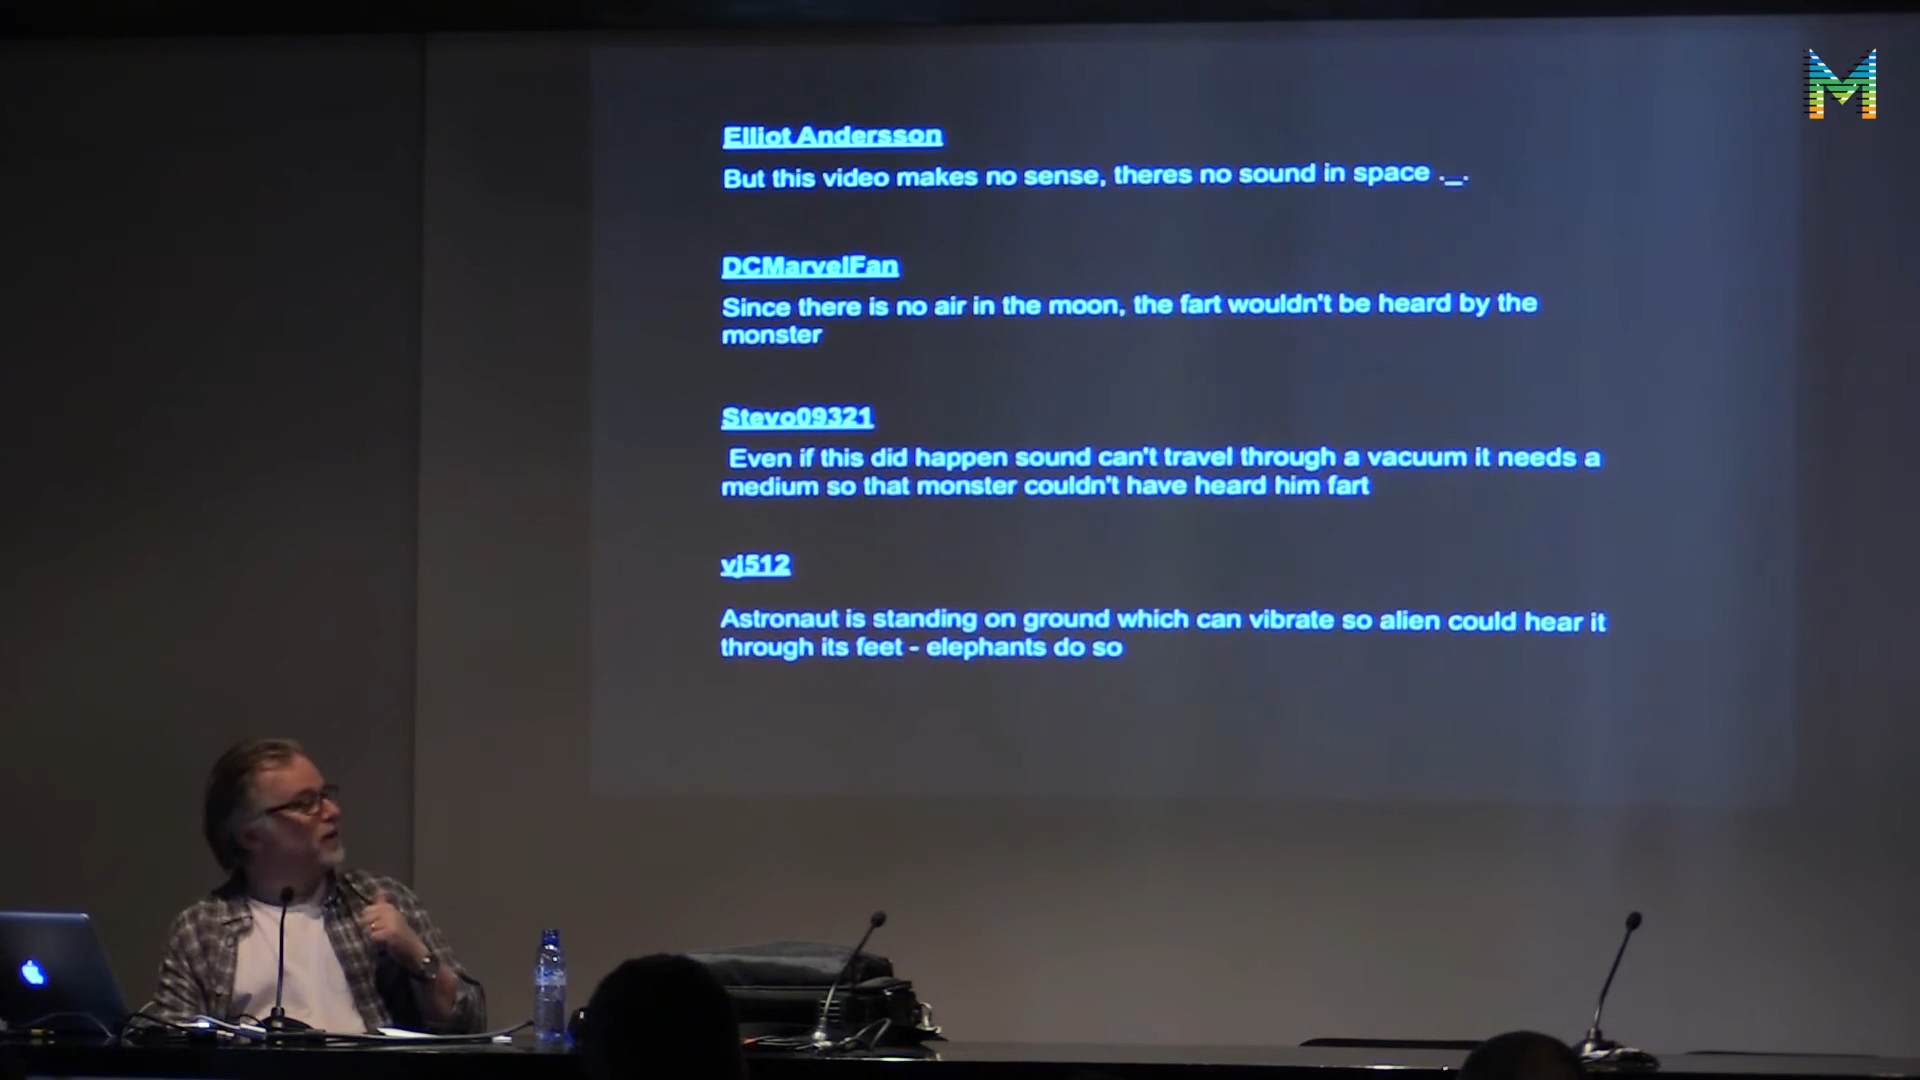 M
Elliot Andersson
But this video makes no sense, theres no sound in space ._.
DCMarvelFan
Since there is no air in the moon, the fart wouldn't be heard by the
monster
Stevo09321
Even if this did happen sound can't travel through a vacuum it needs a
medium so that monster couldn't have heard him fart
vj512
Astronaut is standing on ground which can vibrate so alien could hear it
through its feet - elephants do so